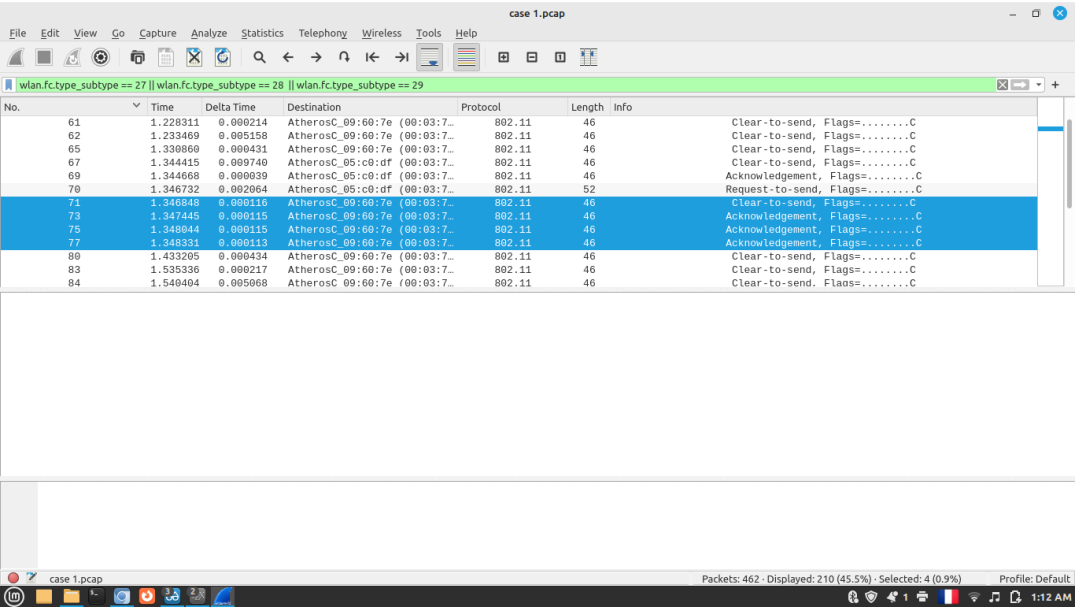 case 1.pcap
File Edit View Go Capture Analyze Statistics Telephony Wireless Tools Help
wlan.fc.type_subtype == 27 || wlan.fc.type_subtype == 28 || wlan.fc.type_subtype == 29
No. Time Delta Time Destination Protocol Length Info
61 1.228311 0.000214 AtherosC_09:60:7e (00:03:7… 802.11 46 Clear-to-send, Flags=........C
62 1.233469 0.005158 AtherosC_09:60:7e (00:03:7… 802.11 46 Clear-to-send, Flags=........C
65 1.330860 0.000431 AtherosC_09:60:7e (00:03:7… 802.11 46 Clear-to-send, Flags=........C
67 1.344415 0.009740 AtherosC_05:c0:df (00:03:7… 802.11 46 Clear-to-send, Flags=........C
69 1.344668 0.000039 AtherosC_05:c0:df (00:03:7… 802.11 46 Acknowledgement, Flags=........C
70 1.346732 0.002064 AtherosC_05:c0:df (00:03:7… 802.11 52 Request-to-send, Flags=........C
71 1.346848 0.000116 AtherosC_09:60:7e (00:03:7… 802.11 46 Clear-to-send, Flags=........C
73 1.347445 0.000115 AtherosC_09:60:7e (00:03:7… 802.11 46 Acknowledgement, Flags=........C
75 1.348044 0.000115 AtherosC_09:60:7e (00:03:7… 802.11 46 Acknowledgement, Flags=........C
77 1.348331 0.000113 AtherosC_09:60:7e (00:03:7… 802.11 46 Acknowledgement, Flags=........C
80 1.433205 0.000434 AtherosC_09:60:7e (00:03:7… 802.11 46 Clear-to-send, Flags=........C
83 1.535336 0.000217 AtherosC_09:60:7e (00:03:7… 802.11 46 Clear-to-send, Flags=........C
84 1.540404 0.005068 AtherosC_09:60:7e (00:03:7… 802.11 46 Clear-to-send, Flags=........C
case 1.pcap Packets: 462 · Displayed: 210 (45.5%) · Selected: 4 (0.9%) Profile: Default
1 1:12 AM